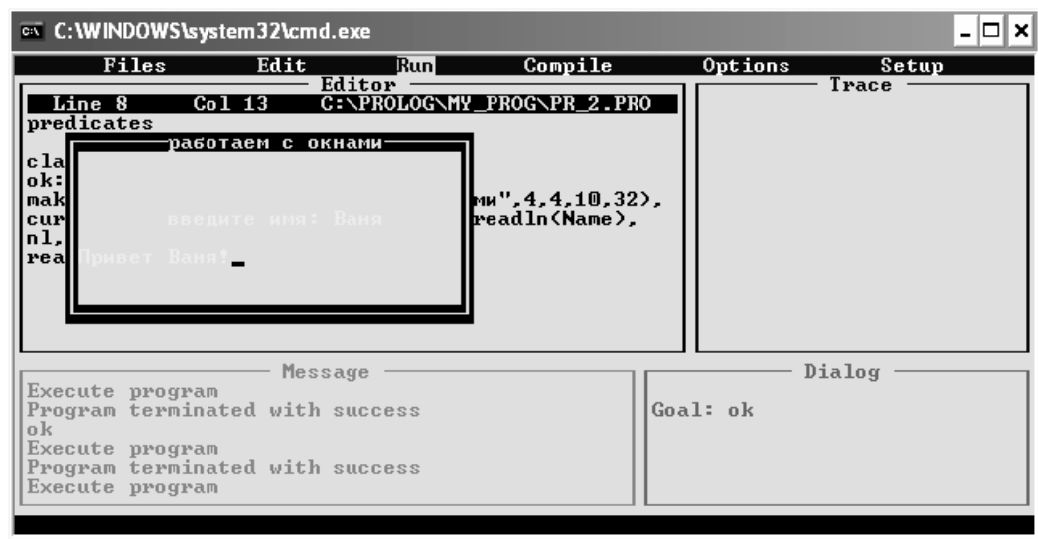 C:\WINDOWS\system32\cmd.exe
Files Edit Run Compile Options Setup
Editor
Line 8 Col 13 C:\PROLOG\MY_PROG\PR_2.PRO
predicates
работаем с окнами
cla
ok:
mak ми",4,4,10,32),
cur введите имя: Ваня readln(Name),
nl,
rea Привет Ваня!
Trace
Message
Execute program
Program terminated with success
ok
Execute program
Program terminated with success
Execute program
Dialog
Goal: ok